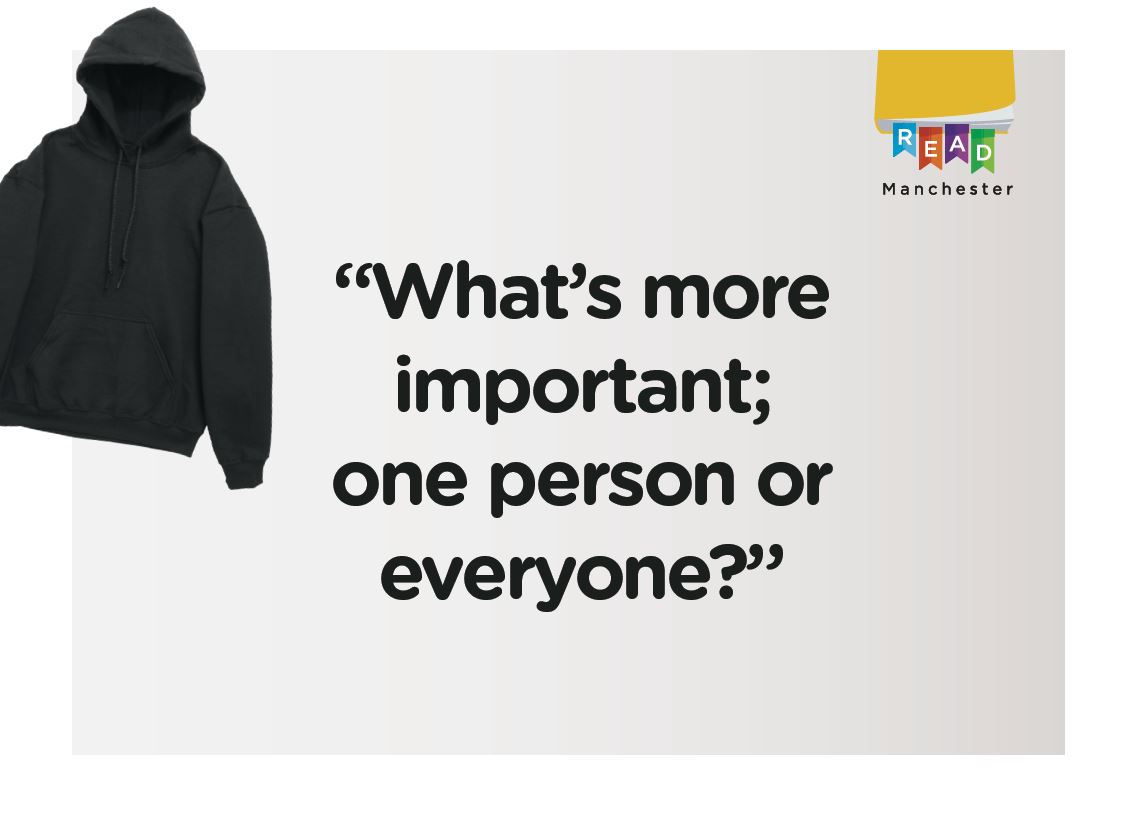 READ
Manchester
“What’s more
important;
one person or
everyone?”